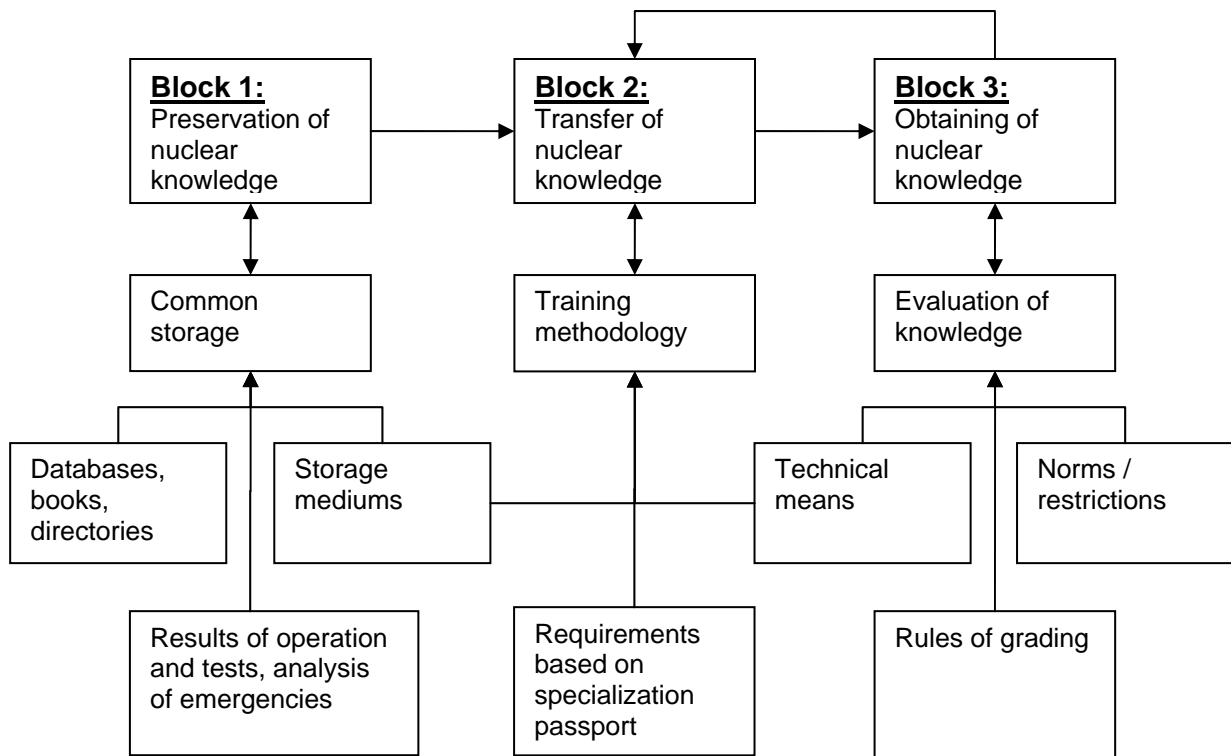 Block 1:
Preservation of
nuclear
knowledge
Block 2:
Transfer of
nuclear
knowledge
Block 3:
Obtaining of
nuclear
knowledge
Common
storage
Training
methodology
Evaluation of
knowledge
Databases,
books,
directories
Storage
mediums
Technical
means
Norms /
restrictions
Results of operation
and tests, analysis
of emergencies
Requirements
based on
specialization
passport
Rules of grading